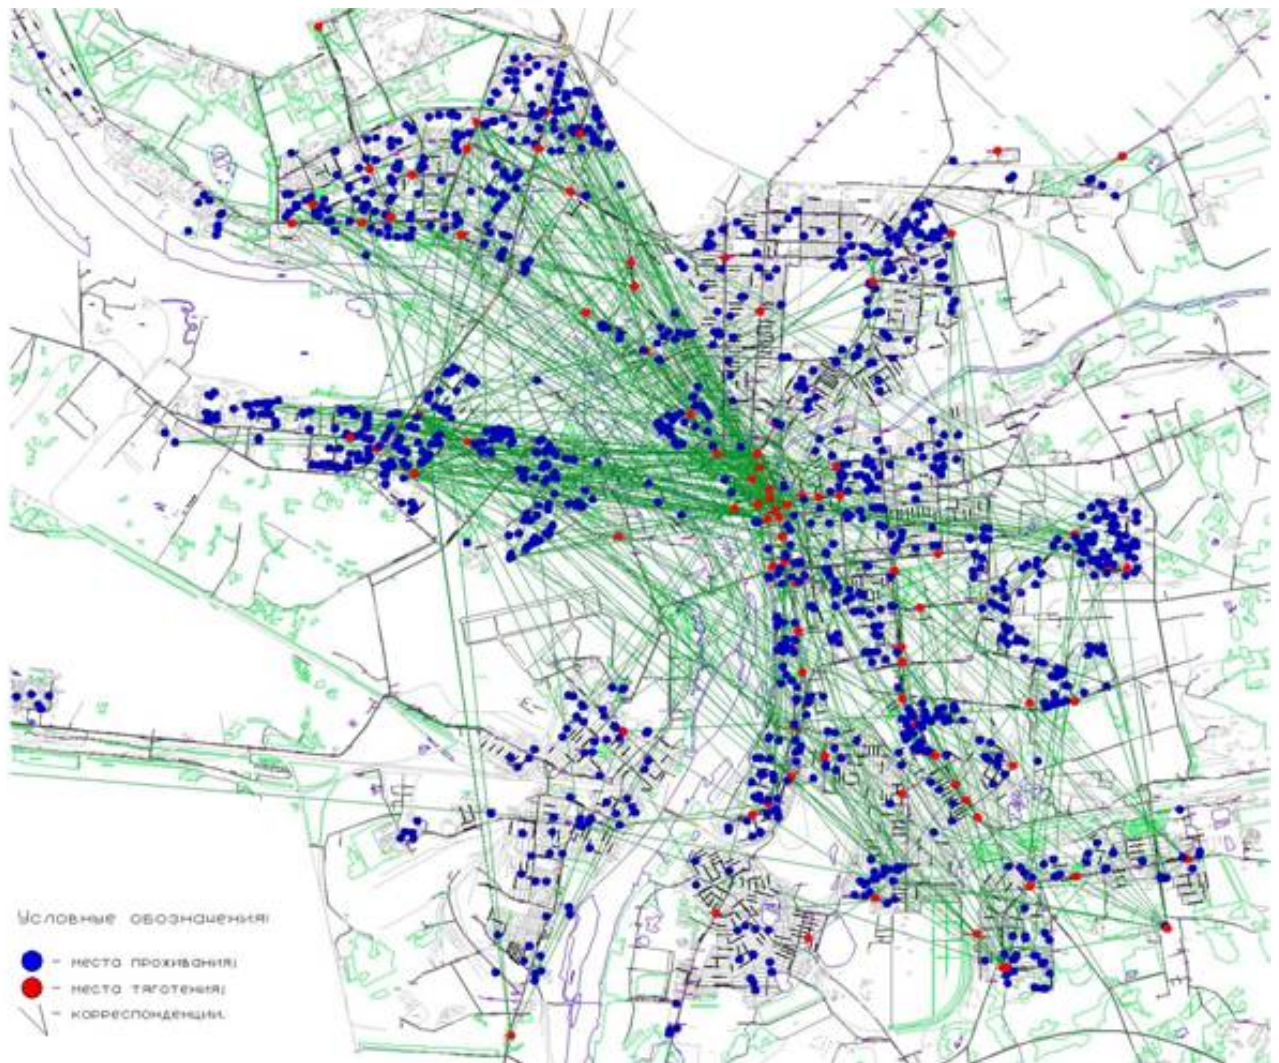 Условные обозначения:
- места проживания;
- места тяготения;
- корреспонденции.